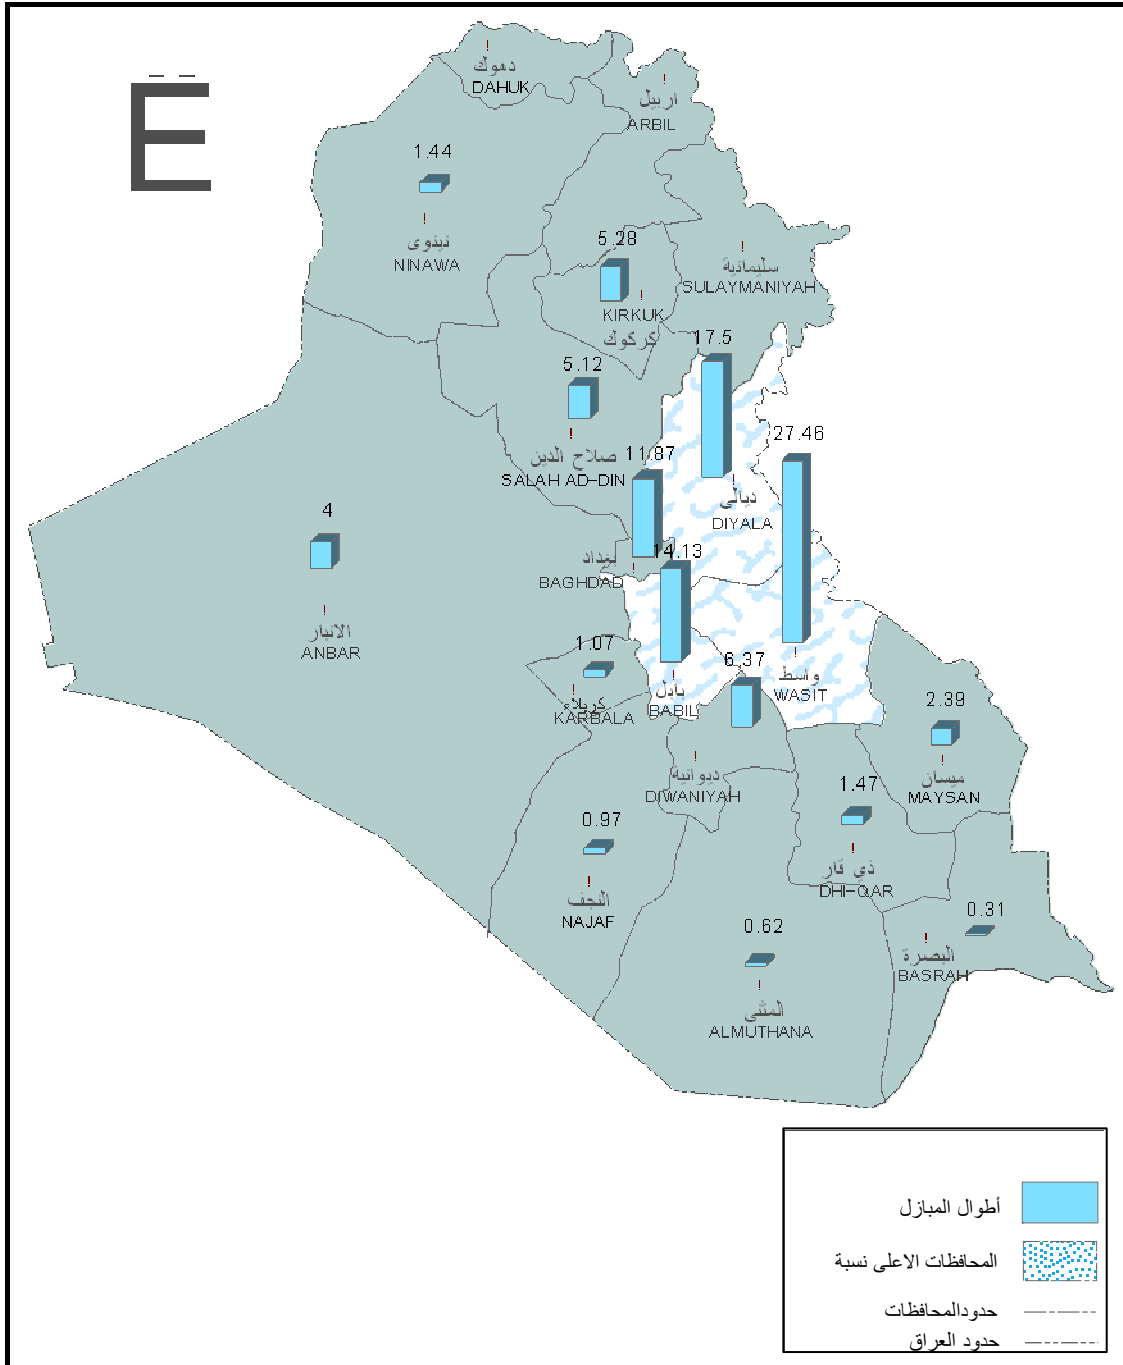 دهوك
DAHUK
اربيل
ARBIL
E
1.44
نينوى
NINAWA
5.28
KIRKUK
كركوك
سليمانية
SULAYMANIYAH
17.5
5.12
صلاح الدين
SALAH AD-DIN
11.87
27.46
ديالى
DIYALA
4
الانبار
ANBAR
بغداد
BAGHDAD
14.13
1.07
كربلاء
KARBALA
بابل
BABIL
6.37
واسط
WASIT
2.39
ميسان
MAYSAN
ديوانية
DIWANIYAH
1.47
ذي قار
DHI-QAR
0.97
النجف
NAJAF
0.62
المثنى
ALMUTHANA
0.31
البصرة
BASRAH
أطوال المبازل
المحافظات الاعلى نسبة
حدودالمحافظات
حدود العراق